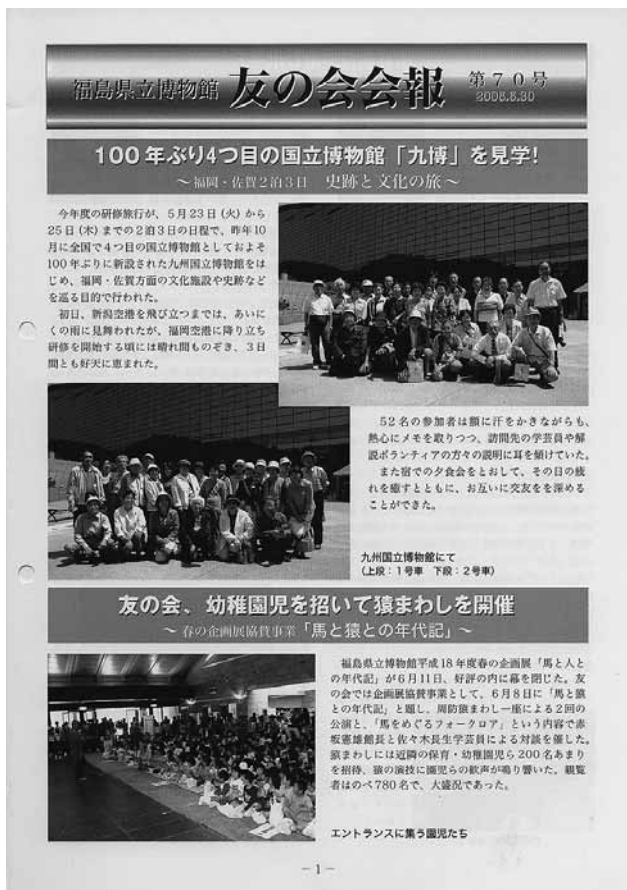 福島県立博物館 友の会会報 第70号
2006.6.30
100年ぶり4つ目の国立博物館「九博」を見学!
～福岡・佐賀2泊3日 史跡と文化の旅～
今年度の研修旅行が、5月23日(火)から
25日(木)までの2泊3日の日程で、昨年10
月に全国で4つ目の国立博物館としておよそ
100年ぶりに新設された九州国立博物館をは
じめ、福岡・佐賀方面の文化施設や史跡など
を巡る目的で行われた。
初日、新潟空港を飛び立つまでは、あいに
くの雨に見舞われたが、福岡空港に降り立ち
研修を開始する頃には晴れ間ものぞき、3日
間とも好天に恵まれた。
52名の参加者は額に汗をかきながらも、
熱心にメモを取りつつ、訪問先の学芸員や解
説ボランティアの方々の説明に耳を傾けていた。
また宿での夕食会をとおして、その日の疲
れを癒すとともに、お互いに交友をを深める
ことができた。
九州国立博物館にて
(上段:1号車 下段:2号車)
友の会、幼稚園児を招いて猿まわしを開催
～春の企画展協賛事業「馬と猿との年代記」～
福島県立博物館平成18年度春の企画展「馬と人と
の年代記」が6月11日、好評の内に幕を閉じた。友
の会では企画展協賛事業として、6月8日に「馬と猿
との年代記」と題し、周防猿まわし一座による2回の
公演と、「馬をめぐるフォークロア」という内容で赤
坂憲雄館長と佐々木長生学芸員による対談を催した。
猿まわしには近隣の保育・幼稚園児ら200名あまり
を招待、猿の演技に園児らの歓声が鳴り響いた。観覧
者はのべ780名で、大盛況であった。
エントランスに集う園児たち
－1－